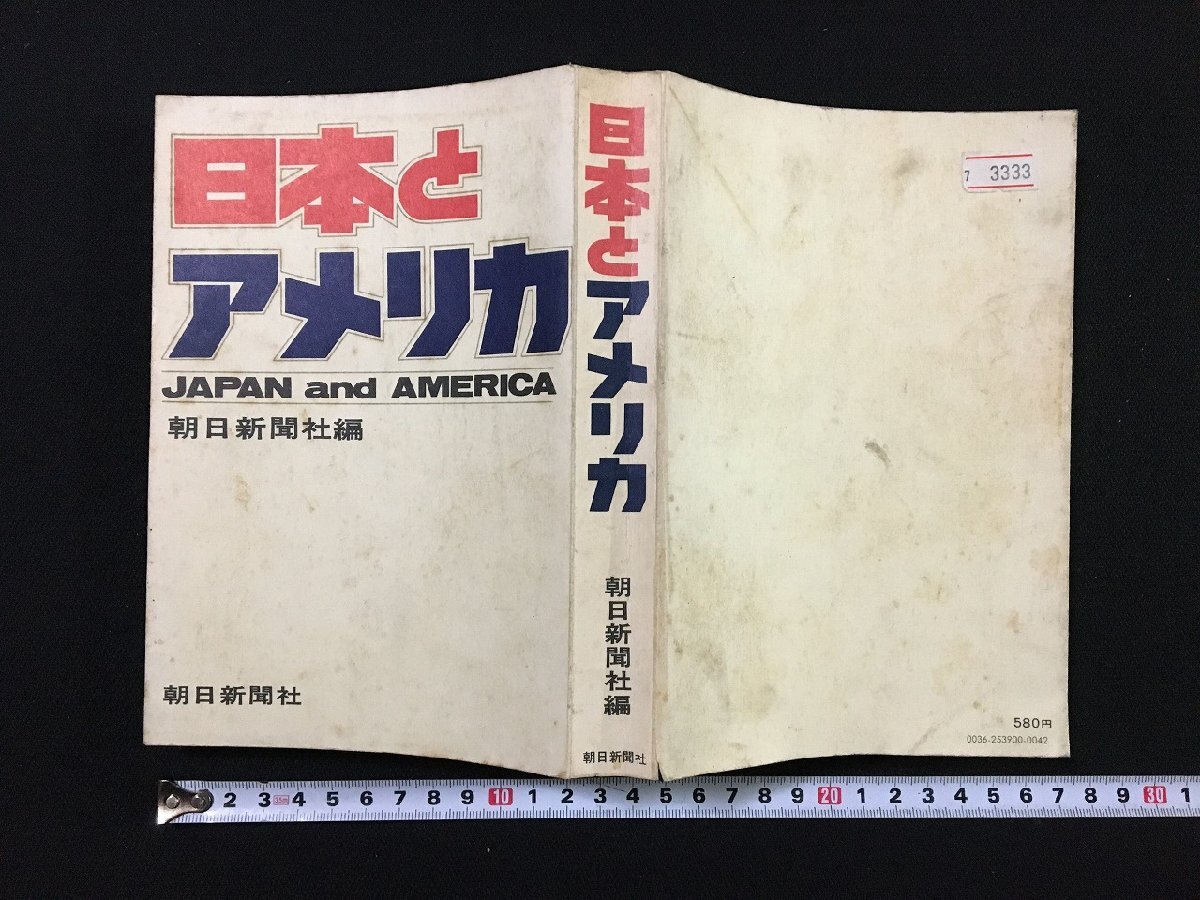 日本と
アメリカ
JAPAN and AMERICA
朝日新聞社編
朝日新聞社
日本とアメリカ
朝日新聞社編
朝日新聞社
7 3333
580円
0036-253900-0042
2 3 35m 4 5 6 7 8 9 10 1 2 3 4 5 6 7 8 9 20 1 2 3 4 5 6 7 8 9 30 1